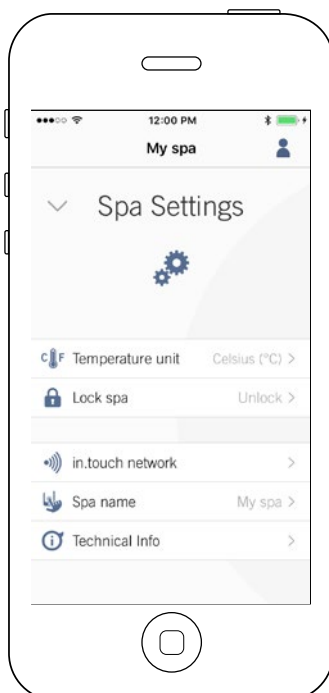 12:00 PM
My spa
Spa Settings
C F Temperature unit Celsius (°C) >
Lock spa Unlock >
in.touch network >
Spa name My spa >
Technical Info >